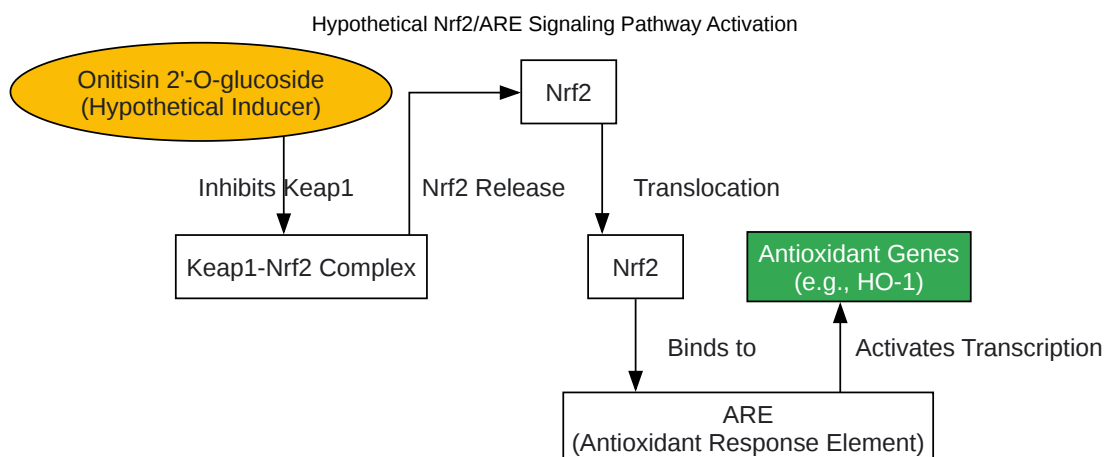 Hypothetical Nrf2/ARE Signaling Pathway Activation
Onitisin 2'-O-glucoside
(Hypothetical Inducer)
Nrf2
Inhibits Keap1
Nrf2 Release
Translocation
Keap1-Nrf2 Complex
Nrf2
Antioxidant Genes
(e.g., HO-1)
Binds to
Activates Transcription
ARE
(Antioxidant Response Element)